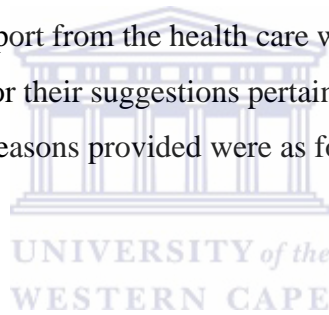 port from the health care w
or their suggestions pertain
easons provided were as fo
UNIVERSITY of the
WESTERN CAPE